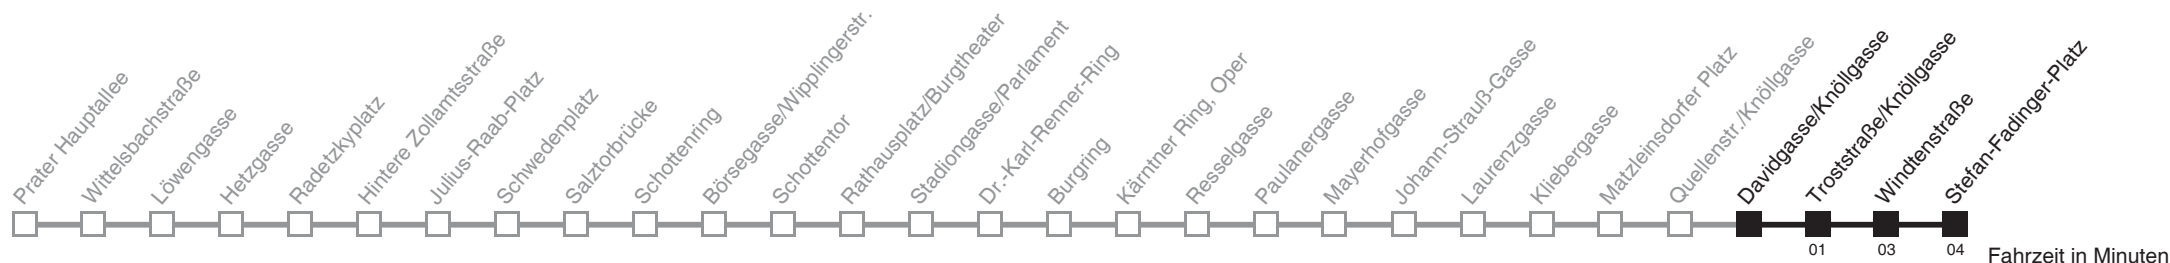 Prater Hauptallee
Wittelsbachstraße
Löwengasse
Hetzgasse
Radetzkyplatz
Hintere Zollamtsstraße
Julius-Raab-Platz
Schwedenplatz
Salztorbrücke
Schottenring
Börsegasse/Wipplingerstr.
Schottentor
Rathausplatz/Burgtheater
Stadiongasse/Parlament
Dr.-Karl-Renner-Ring
Burgring
Kärntner Ring, Oper
Resselgasse
Paulanergasse
Mayerhofgasse
Johann-Strauß-Gasse
Laurenzgasse
Kliebergasse
Matzleinsdorfer Platz
Quellenstr./Knöllgasse
Davidgasse/Knöllgasse
Troststraße/Knöllgasse
Windtenstraße
Stefan-Fadinger-Platz
01 03 04 Fahrzeit in Minuten